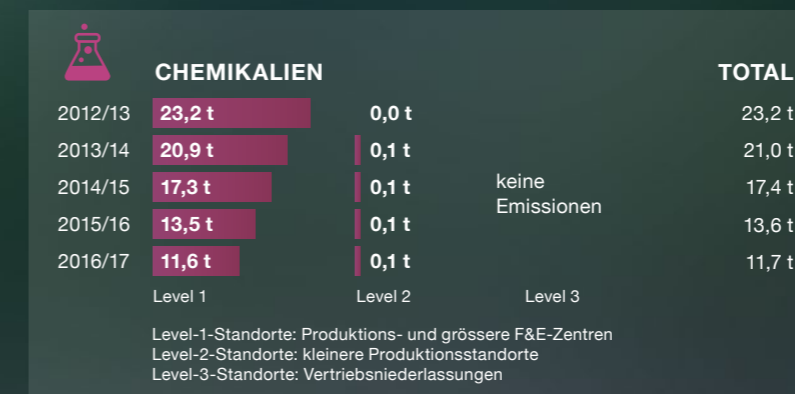 CHEMIKALIEN TOTAL
2012/13 23,2 t 0,0 t 23,2 t
2013/14 20,9 t 0,1 t 21,0 t
2014/15 17,3 t 0,1 t keine 17,4 t
Emissionen
2015/16 13,5 t 0,1 t 13,6 t
2016/17 11,6 t 0,1 t 11,7 t
Level 1 Level 2 Level 3
Level-1-Standorte: Produktions- und grössere F&E-Zentren
Level-2-Standorte: kleinere Produktionsstandorte
Level-3-Standorte: Vertriebsniederlassungen